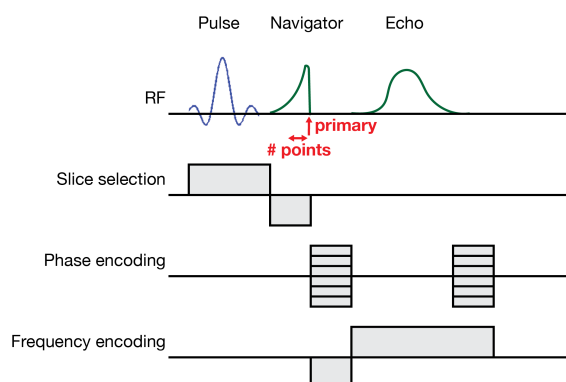 Pulse Navigator Echo
RF
primary
# points
Slice selection
Phase encoding
Frequency encoding